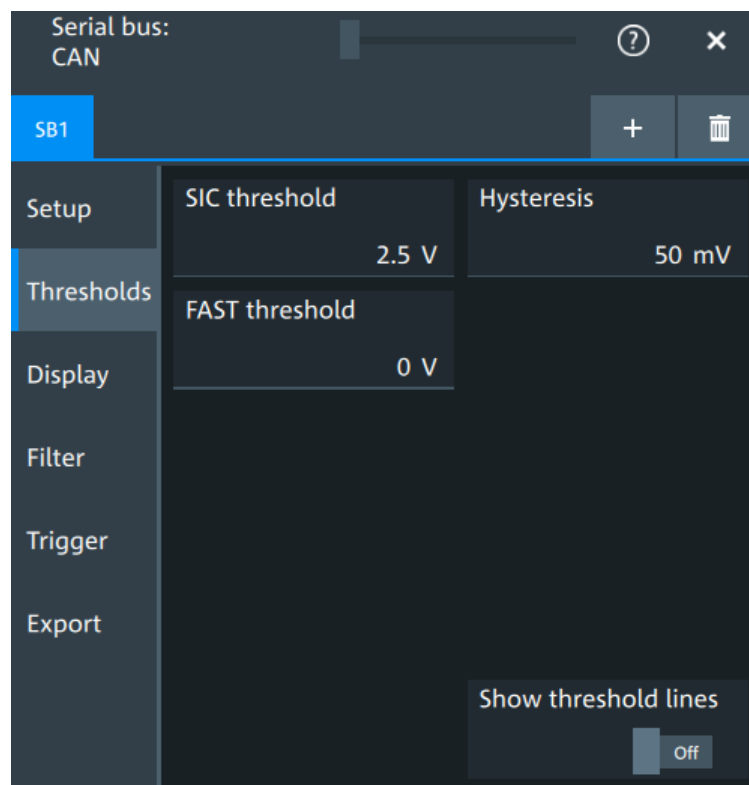 Serial bus:
CAN
?
SB1
+
Setup
Thresholds
Display
Filter
Trigger
Export
SIC threshold
2.5 V
Hysteresis
50 mV
FAST threshold
0 V
Show threshold lines
Off